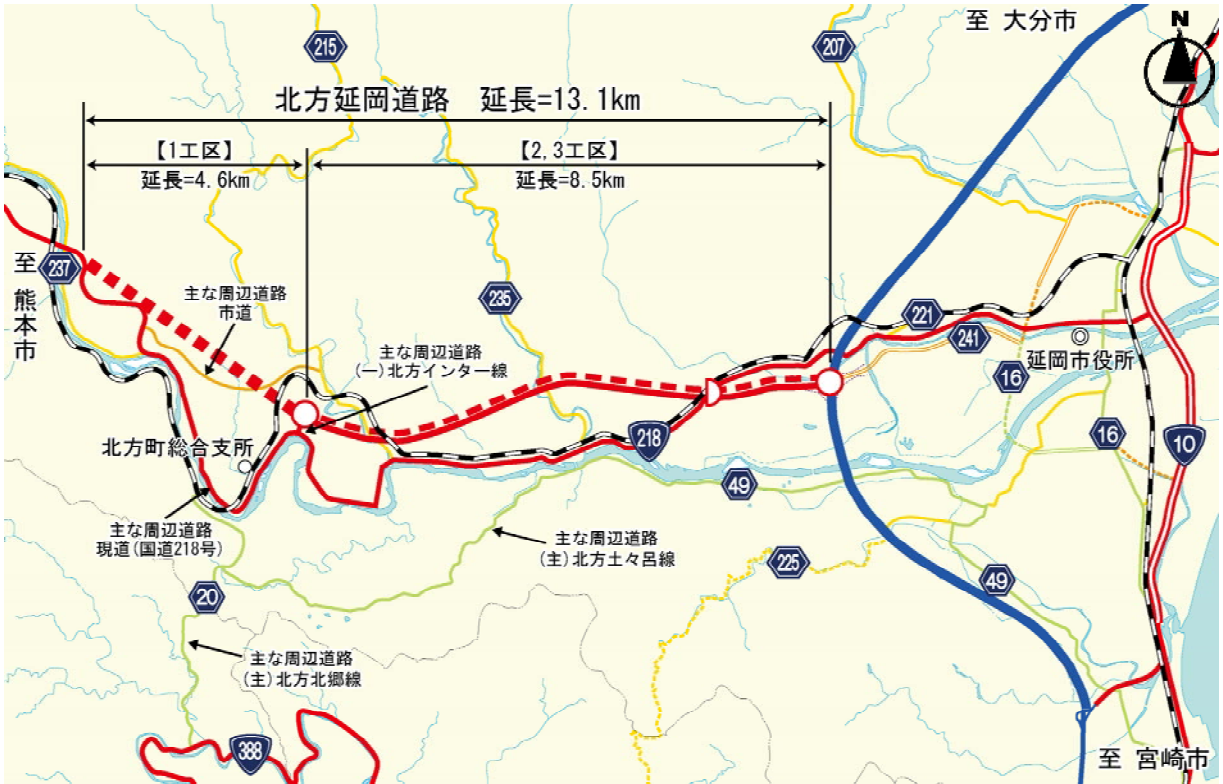 至 大分市
N
215
207
北方延岡道路 延長=13.1km
【1工区】
延長=4.6km
【2,3工区】
延長=8.5km
至 熊本市
237
主な周辺道路
市道
235
主な周辺道路
(一)北方インター線
221
241
延岡市役所
16
16
10
北方町総合支所
218
49
主な周辺道路
現道(国道218号)
主な周辺道路
(主)北方土々呂線
225
49
20
主な周辺道路
(主)北方北郷線
388
至 宮崎市